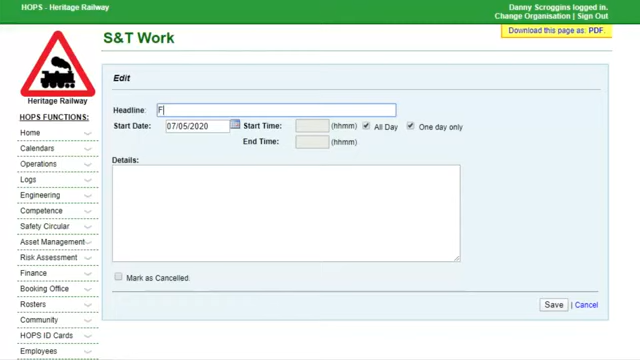 HOPS - Heritage Railway
Danny Scroggins logged in.
Change Organisation | Sign Out
Download this page as: PDF.
S&T Work
Heritage Railway
HOPS FUNCTIONS:
Home
Calendars
Operations
Logs
Engineering
Competence
Safety Circular
Asset Management
Risk Assessment
Finance
Booking Office
Rosters
Community
HOPS ID Cards
Employees
Edit
Headline: F
Start Date: 07/05/2020 Start Time: (hhmm) All Day One day only
End Time: (hhmm)
Details:
Mark as Cancelled.
Save | Cancel